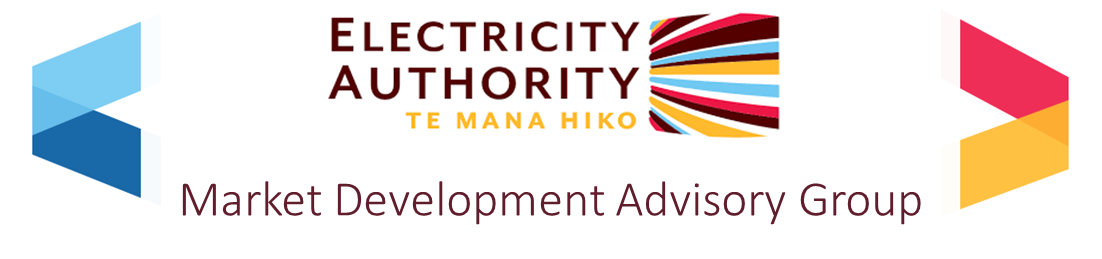 ELECTRICITY
AUTHORITY
TE MANA HIKO
Market Development Advisory Group